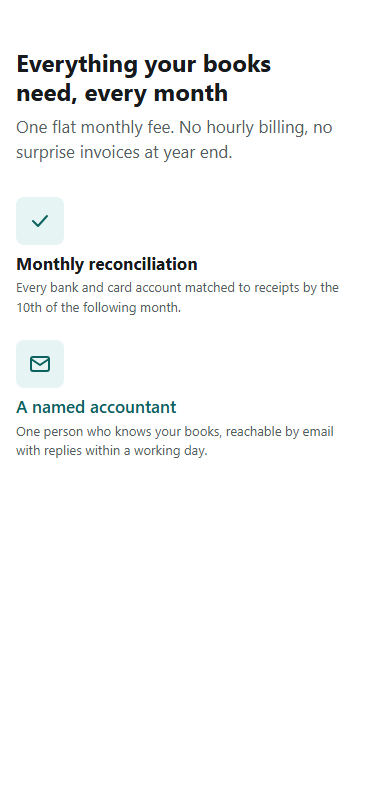 Everything your books
need, every month
One flat monthly fee. No hourly billing, no
surprise invoices at year end.
Monthly reconciliation
Every bank and card account matched to receipts by the
10th of the following month.
A named accountant
One person who knows your books, reachable by email
with replies within a working day.